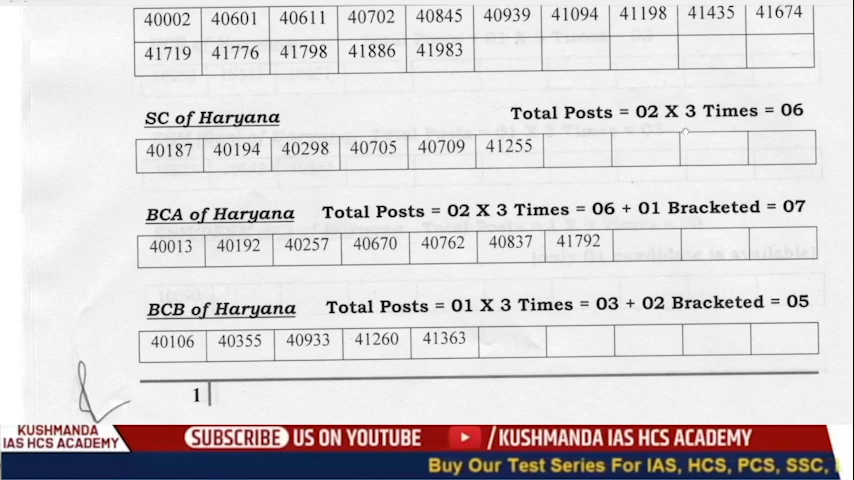 40002 40601 40611 40702 40845 40939 41094 41198 41435 41674
41719 41776 41798 41886 41983
SC of Haryana Total Posts = 02 X 3 Times = 06
40187 40194 40298 40705 40709 41255
BCA of Haryana Total Posts = 02 X 3 Times = 06 + 01 Bracketed = 07
40013 40192 40257 40670 40762 40837 41792
BCB of Haryana Total Posts = 01 X 3 Times = 03 + 02 Bracketed = 05
40106 40355 40933 41260 41363
1
KUSHMANDA
IAS HCS ACADEMY
SUBSCRIBE US ON YOUTUBE /KUSHMANDA IAS HCS ACADEMY
Buy Our Test Series For IAS, HCS, PCS, SSC,